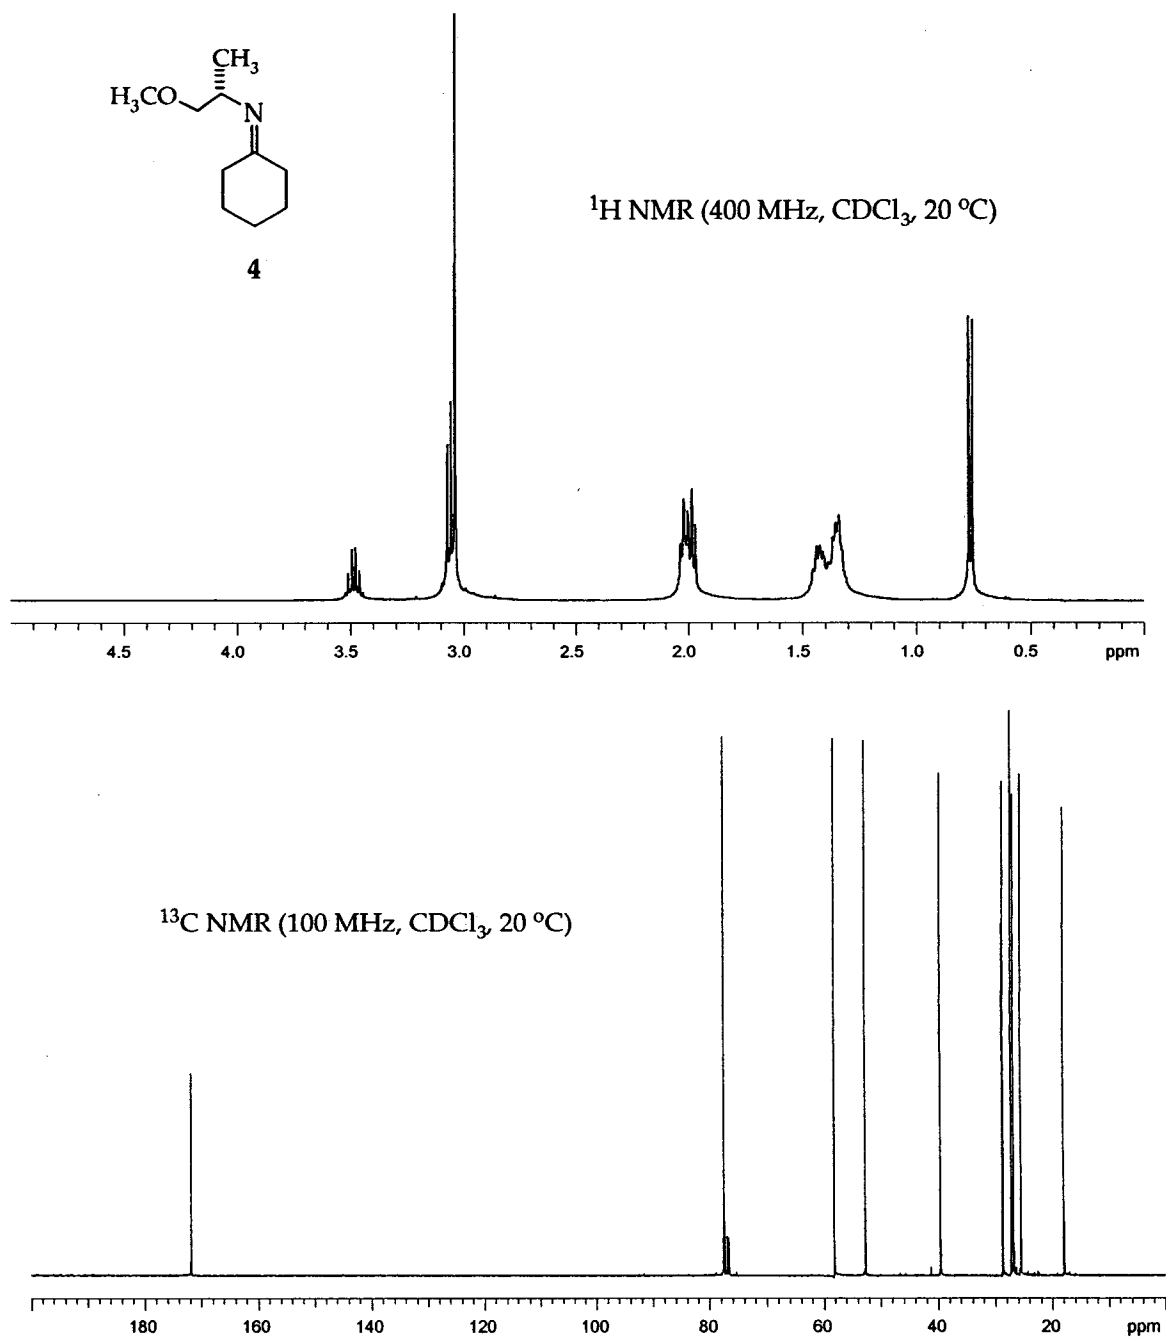 CH₃
H₃CO
N
4
¹H NMR (400 MHz, CDCl₃, 20 °C)
4.5 4.0 3.5 3.0 2.5 2.0 1.5 1.0 0.5 ppm
¹³C NMR (100 MHz, CDCl₃, 20 °C)
180 160 140 120 100 80 60 40 20 ppm